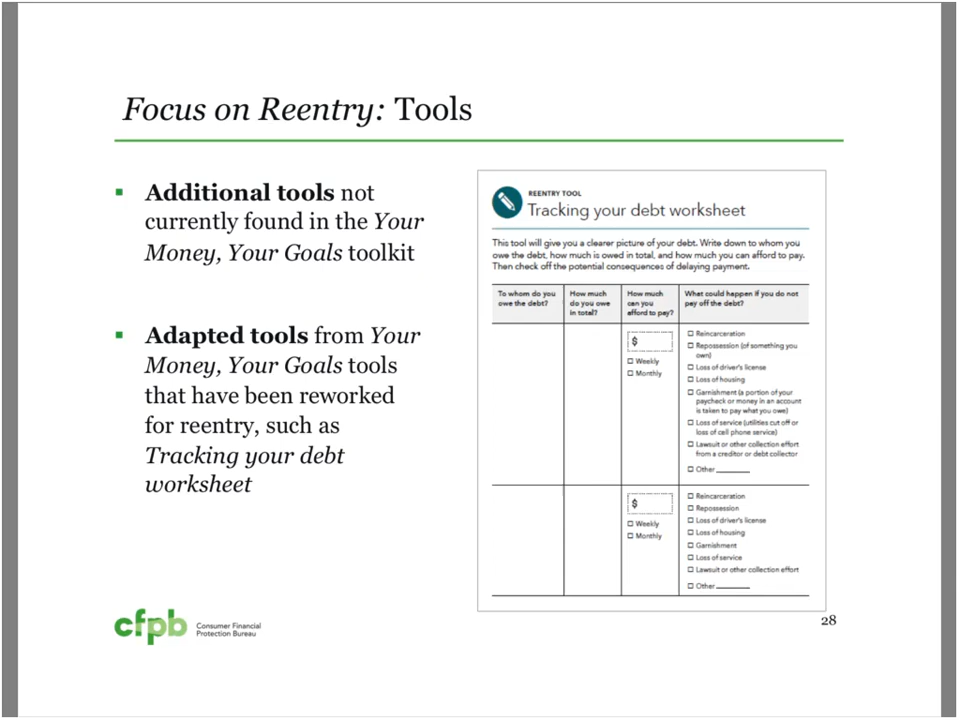 Focus on Reentry: Tools
Additional tools not
currently found in the Your
Money, Your Goals toolkit
Adapted tools from Your
Money, Your Goals tools
that have been reworked
for reentry, such as
Tracking your debt
worksheet
REENTRY TOOL
Tracking your debt worksheet
This tool will give you a clearer picture of your debt. Write down to whom you
owe the debt, how much is owed in total, and how much you can afford to pay.
Then check off the potential consequences of delaying payment.
To whom do you
owe the debt?
How much
do you owe
in total?
How much
can you
afford to pay?
What could happen if you do not
pay off the debt?
$
Weekly
Monthly
Reincarceration
Repossession (of something you
own)
Loss of driver's license
Loss of housing
Garnishment (a portion of your
paycheck or money in an account
is taken to pay what you owe)
Loss of service (utilities cut off or
loss of cell phone service)
Lawsuit or other collection effort
from a creditor or debt collector
Other ________
$
Weekly
Monthly
Reincarceration
Repossession
Loss of driver's license
Loss of housing
Garnishment
Loss of service
Lawsuit or other collection effort
Other ________
cfpb
Consumer Financial
Protection Bureau
28